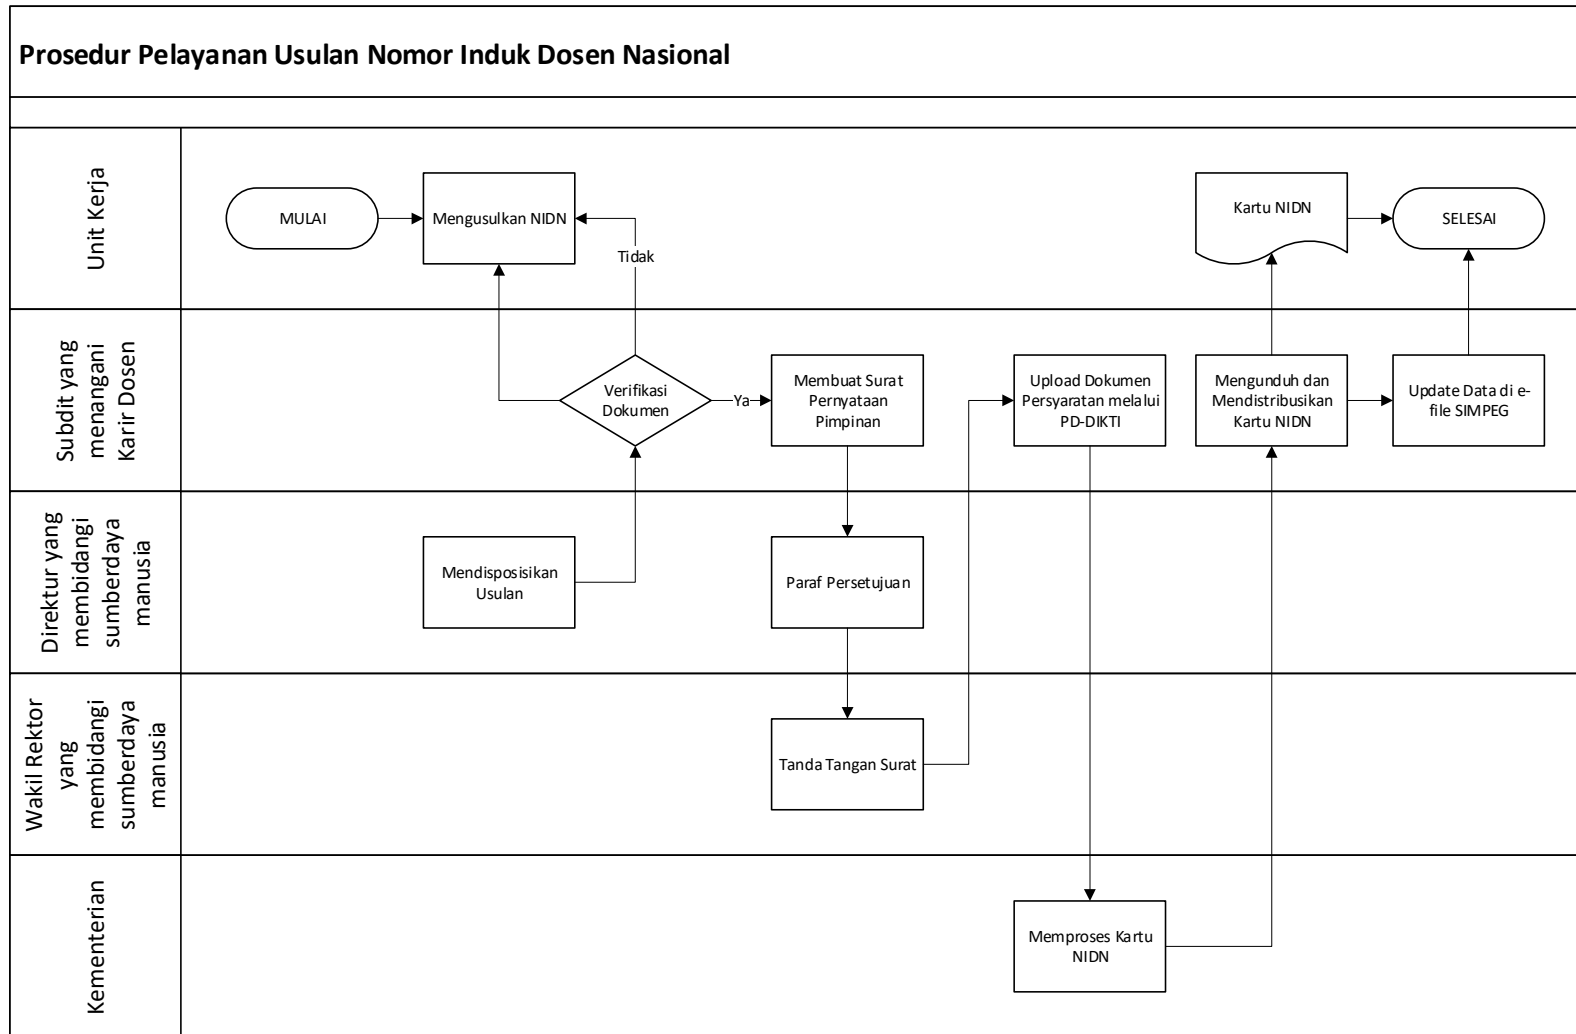 Prosedur Pelayanan Usulan Nomor Induk Dosen Nasional
Unit Kerja
MULAI
Mengusulkan NIDN
Tidak
Kartu NIDN
SELESAI
Subdit yang
menangani
Karir Dosen
Verifikasi
Dokumen
Ya
Membuat Surat
Pernyataan
Pimpinan
Upload Dokumen
Persyaratan melalui
PD-DIKTI
Mengunduh dan
Mendistribusikan
Kartu NIDN
Update Data di e-
file SIMPEG
Direktur yang
membidangi
sumberdaya
manusia
Mendisposisikan
Usulan
Paraf Persetujuan
Wakil Rektor
yang
membidangi
sumberdaya
manusia
Tanda Tangan Surat
Kementerian
Memproses Kartu
NIDN